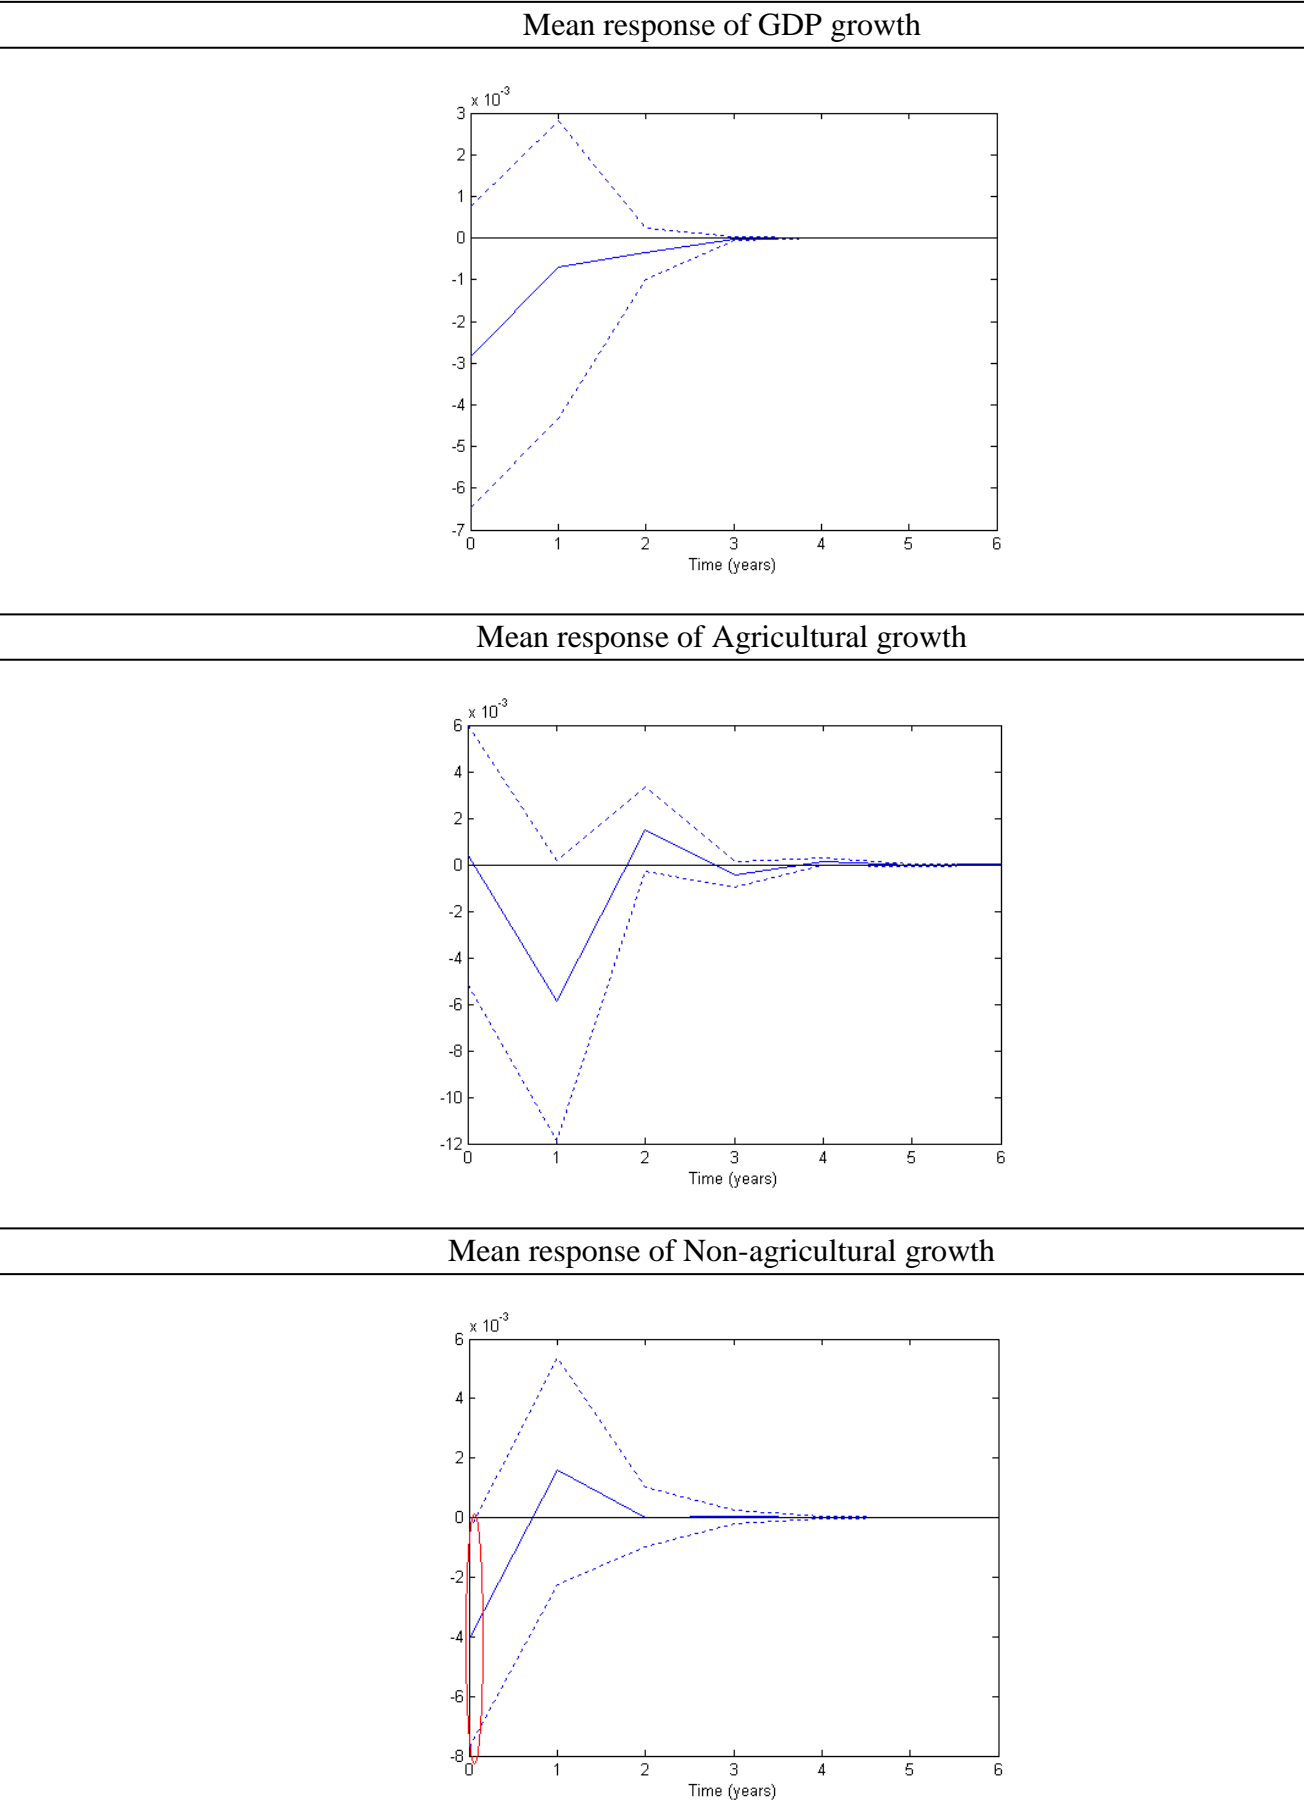 Mean response of GDP growth
x 10^-3
3
2
1
0
-1
-2
-3
-4
-5
-6
-7
0 1 2 3 4 5 6
Time (years)
Mean response of Agricultural growth
x 10^-3
6
4
2
0
-2
-4
-6
-8
-10
-12
0 1 2 3 4 5 6
Time (years)
Mean response of Non-agricultural growth
x 10^-3
6
4
2
0
-2
-4
-6
-8
0 1 2 3 4 5 6
Time (years)